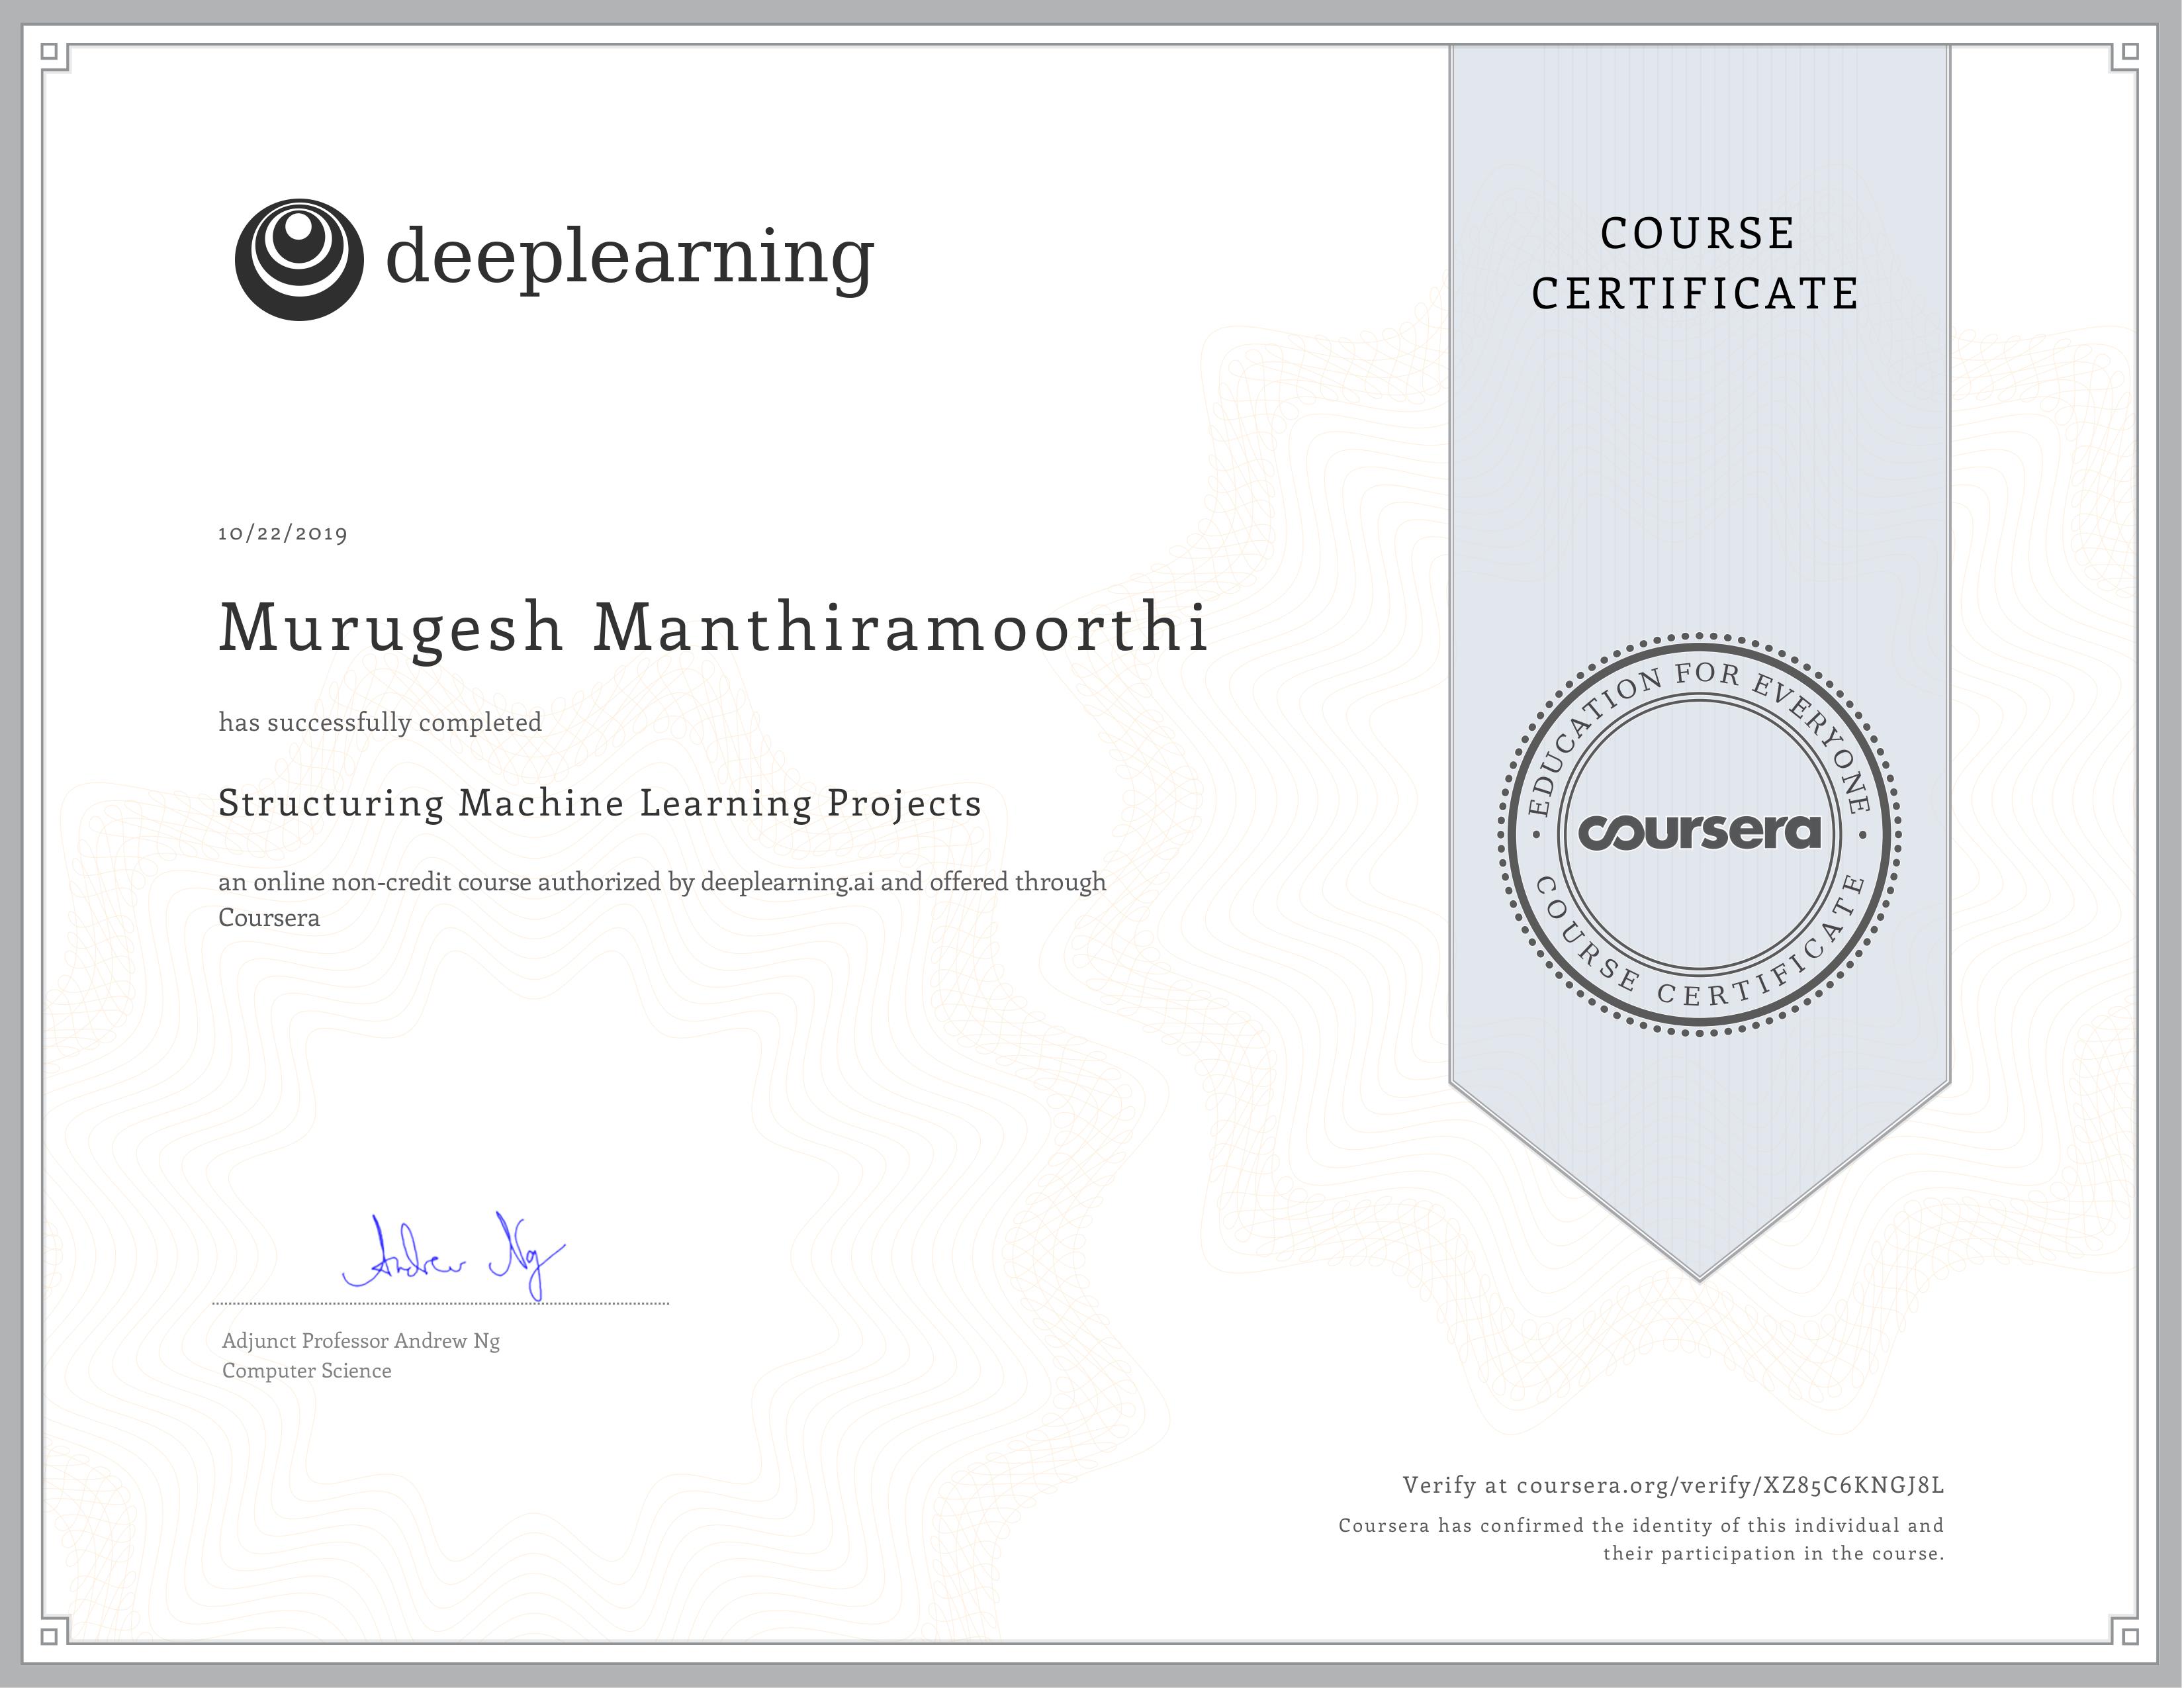 deeplearning
COURSE
CERTIFICATE
10/22/2019
Murugesh Manthiramoorthi
has successfully completed
Structuring Machine Learning Projects
an online non-credit course authorized by deeplearning.ai and offered through
Coursera
EDUCATION FOR EVERYONE
coursera
COURSE CERTIFICATE
Andrew Ng
Adjunct Professor Andrew Ng
Computer Science
Verify at coursera.org/verify/XZ85C6KNGJ8L
Coursera has confirmed the identity of this individual and
their participation in the course.